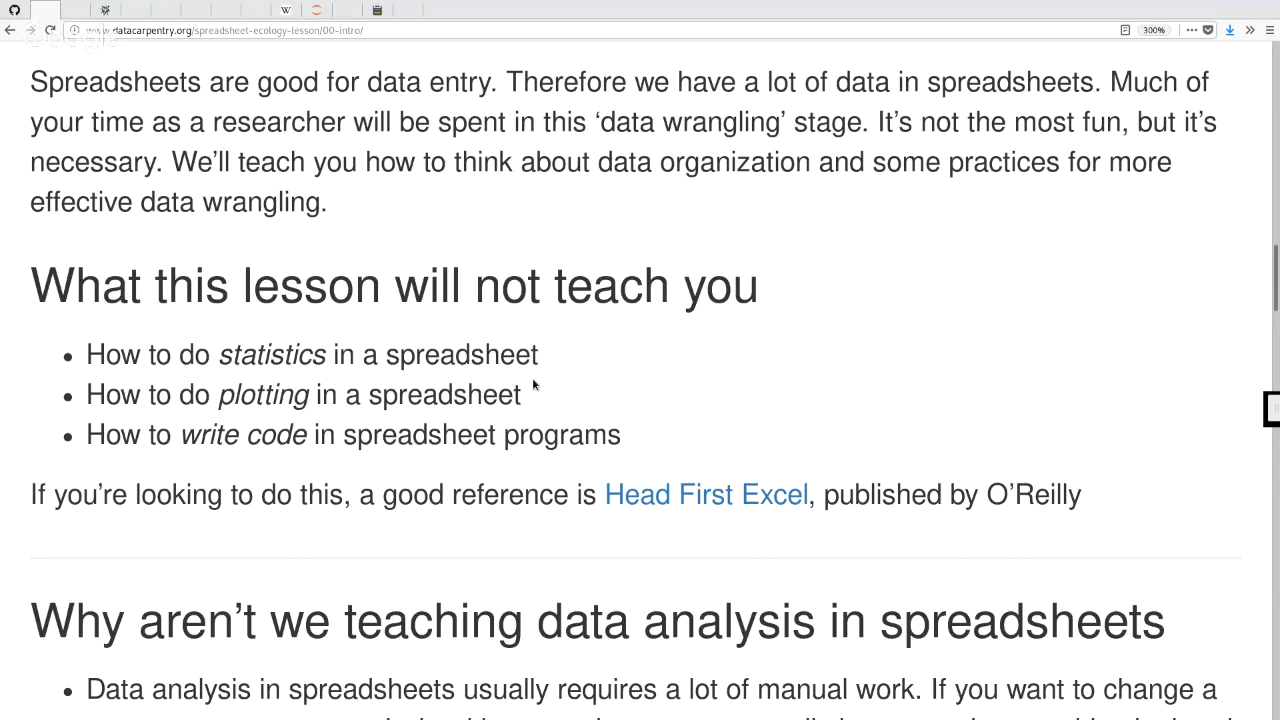 www.datacarpentry.org/spreadsheet-ecology-lesson/00-intro/
300%
Spreadsheets are good for data entry. Therefore we have a lot of data in spreadsheets. Much of
your time as a researcher will be spent in this ‘data wrangling’ stage. It’s not the most fun, but it’s
necessary. We’ll teach you how to think about data organization and some practices for more
effective data wrangling.
What this lesson will not teach you
• How to do statistics in a spreadsheet
• How to do plotting in a spreadsheet
• How to write code in spreadsheet programs
If you’re looking to do this, a good reference is Head First Excel, published by O’Reilly
Why aren’t we teaching data analysis in spreadsheets
• Data analysis in spreadsheets usually requires a lot of manual work. If you want to change a